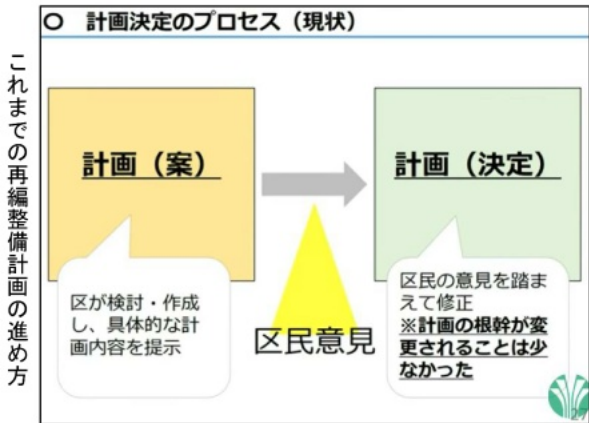 これまでの再編整備計画の進め方
〇 計画決定のプロセス（現状）
計画（案）
区が検討・作成
し、具体的な計
画内容を提示
区民意見
計画（決定）
区民の意見を踏ま
えて修正
※計画の根幹が変
更されることは少
なかった
27